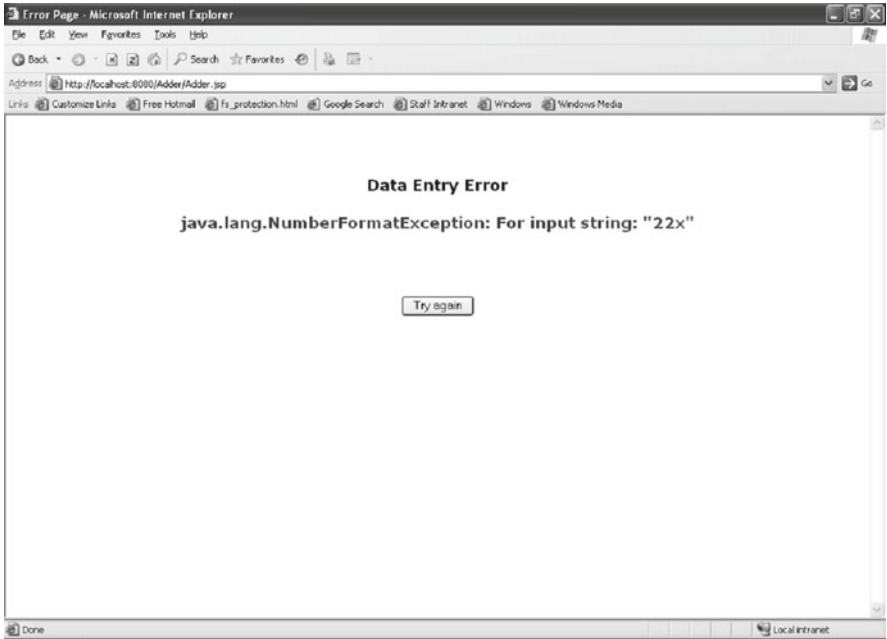 Error Page - Microsoft Internet Explorer
File Edit View Favorites Tools Help
Back Search Favorites
Address http://localhost:8080/Adder/Adder.jsp Go
Links Customize Links Free Hotmail fs_protection.html Google Search Staff Intranet Windows Windows Media
Data Entry Error
java.lang.NumberFormatException: For input string: "22x"
Try again
Done Local intranet